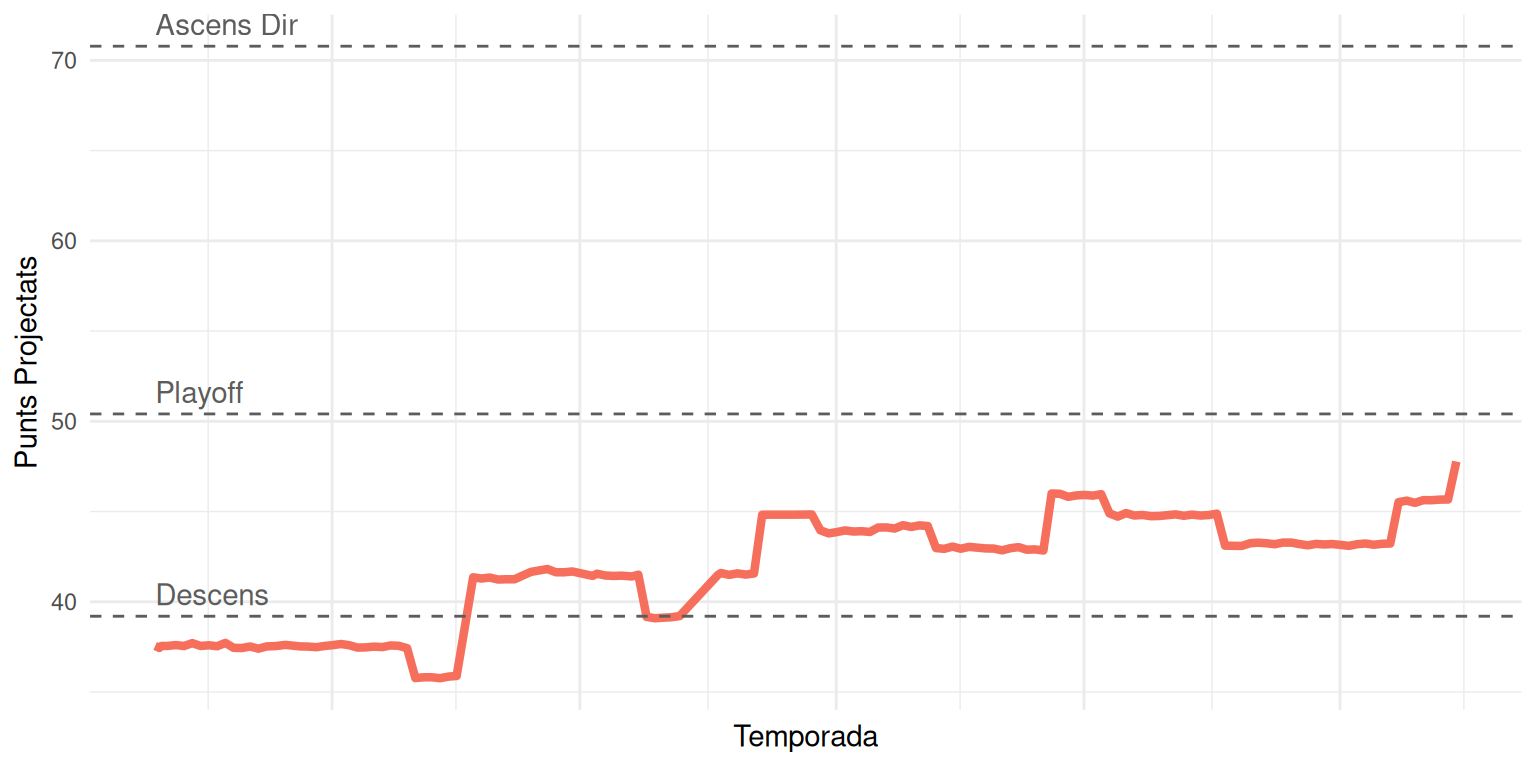 Ascens Dir
70
60
Punts Projectats
Playoff
50
Descens
40
Temporada